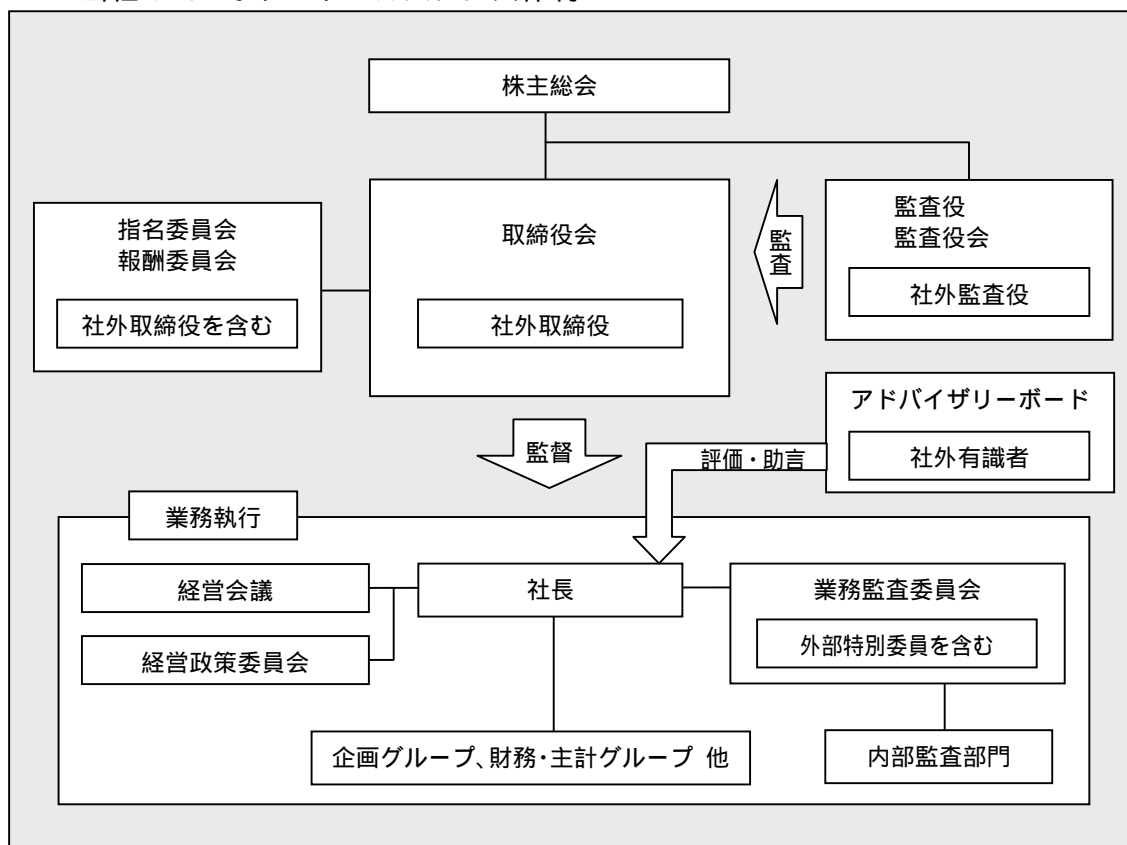 株主総会
指名委員会
報酬委員会
社外取締役を含む
取締役会
社外取締役
監査
監査役
監査役会
社外監査役
アドバイザリーボード
社外有識者
監督
評価・助言
業務執行
経営会議
経営政策委員会
社長
業務監査委員会
外部特別委員を含む
企画グループ、財務・主計グループ 他
内部監査部門